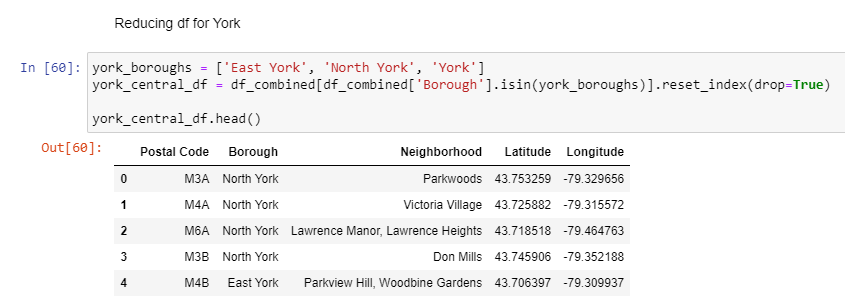 Reducing df for York
In [60]: york_boroughs = ['East York', 'North York', 'York']
york_central_df = df_combined[df_combined['Borough'].isin(york_boroughs)].reset_index(drop=True)
york_central_df.head()
Out[60]:
Postal Code Borough Neighborhood Latitude Longitude
0 M3A North York Parkwoods 43.753259 -79.329656
1 M4A North York Victoria Village 43.725882 -79.315572
2 M6A North York Lawrence Manor, Lawrence Heights 43.718518 -79.464763
3 M3B North York Don Mills 43.745906 -79.352188
4 M4B East York Parkview Hill, Woodbine Gardens 43.706397 -79.309937